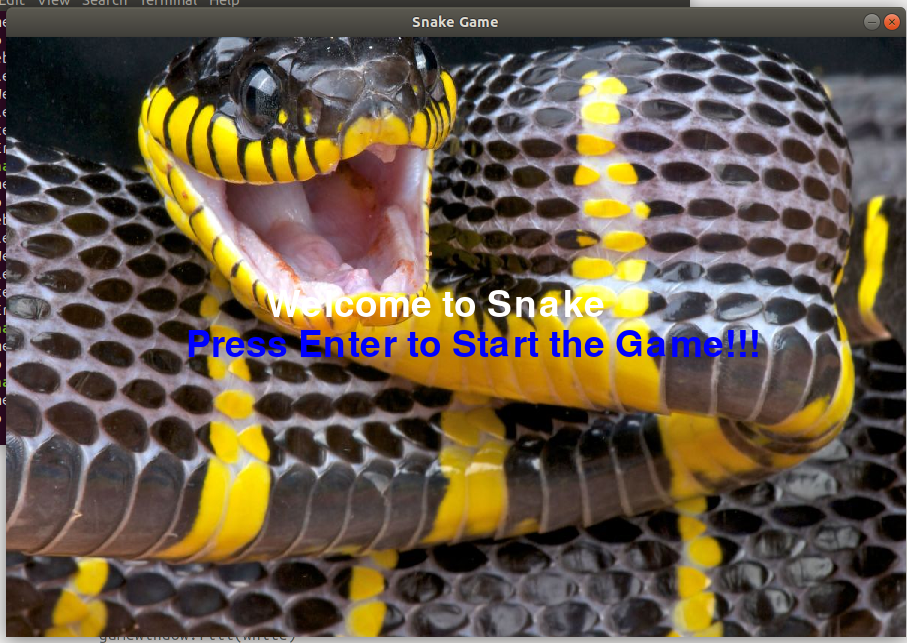 Edit View Search Terminal Help
Snake Game
Welcome to Snake
Press Enter to Start the Game!!!
gamewindow.fill(white)